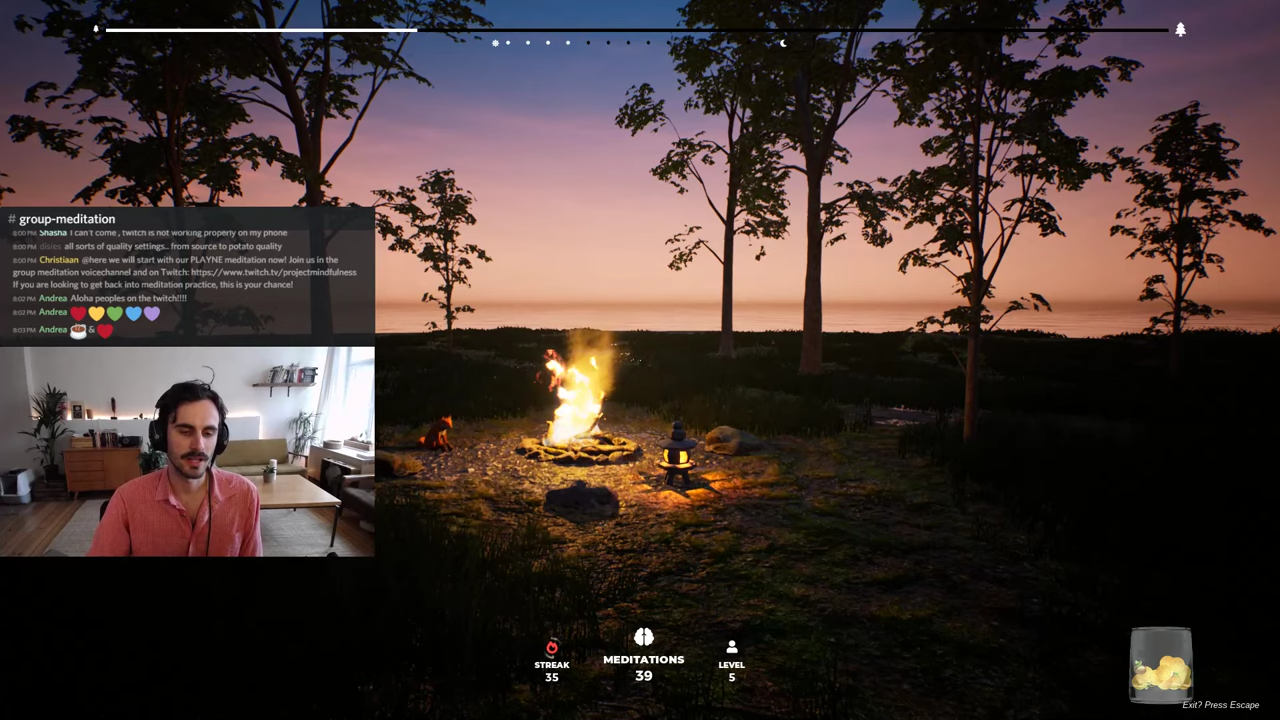 # group-meditation
8:00 PM Shasha I can't come , twitch is not working properly on my phone
8:00 PM disies all sorts of quality settings.. from source to potato quality
8:00 PM Christiaan @here we will start with our PLAYNE meditation now! Join us in the
group meditation voicechannel and on Twitch: https://www.twitch.tv/projectmindfulness
If you are looking to get back into meditation practice, this is your chance!
8:02 PM Andrea Aloha peoples on the twitch!!!!
8:02 PM Andrea ❤️💛💚💙💜
8:03 PM Andrea ☕ & ❤️
STREAK
35
MEDITATIONS
39
LEVEL
5
Exit? Press Escape